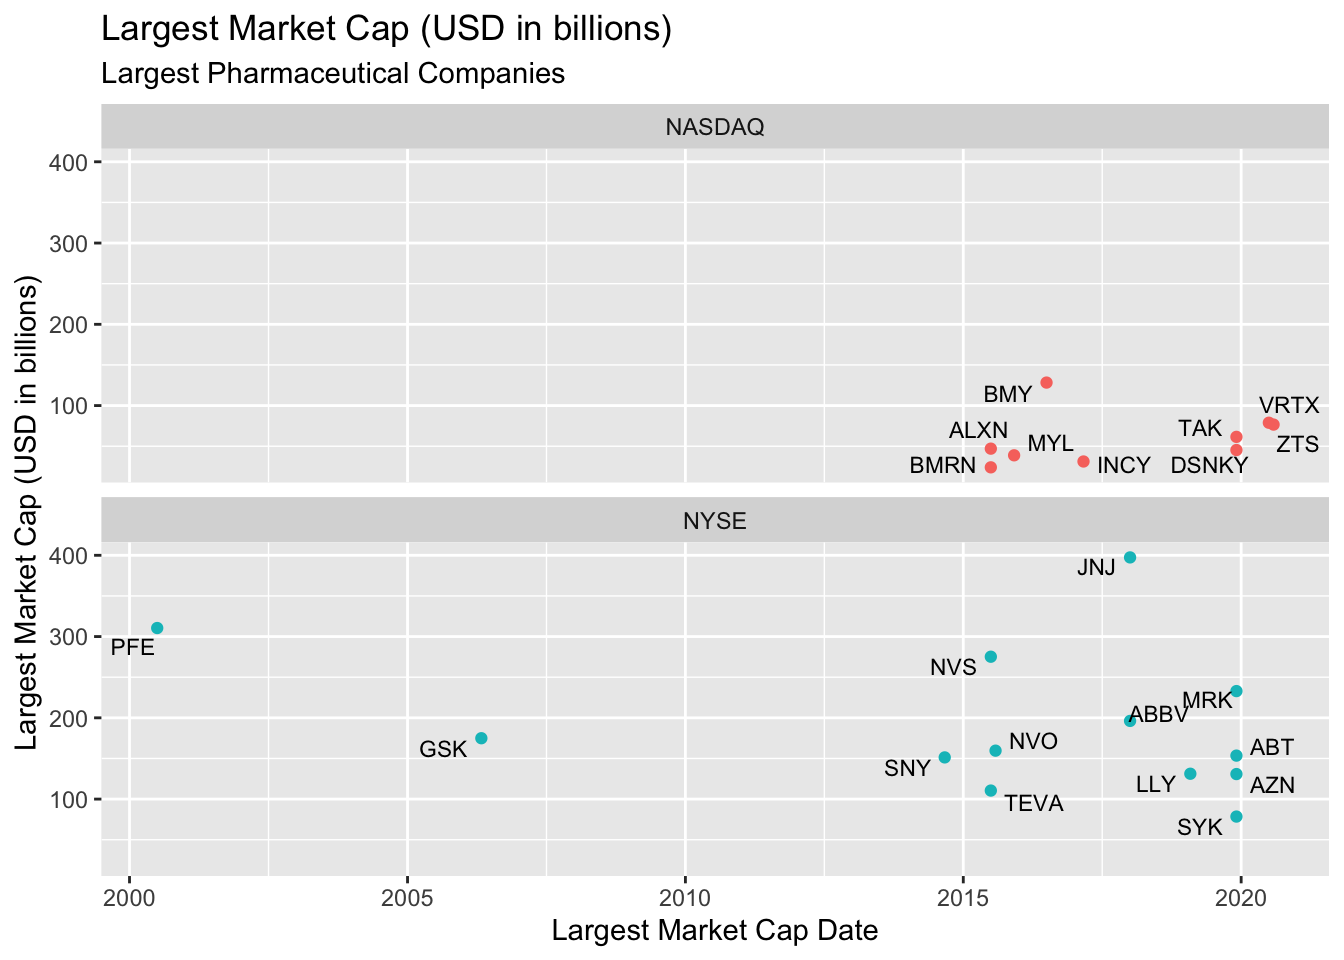 Largest Market Cap (USD in billions)
Largest Pharmaceutical Companies
NASDAQ
400
300
200
100
BMY
VRTX
ALXN
MYL
TAK
ZTS
BMRN
INCY
DSNKY
Largest Market Cap (USD in billions)
NYSE
400
300
200
100
JNJ
PFE
NVS
MRK
ABBV
GSK
NVO
ABT
SNY
LLY
AZN
TEVA
SYK
2000
2005
2010
2015
2020
Largest Market Cap Date